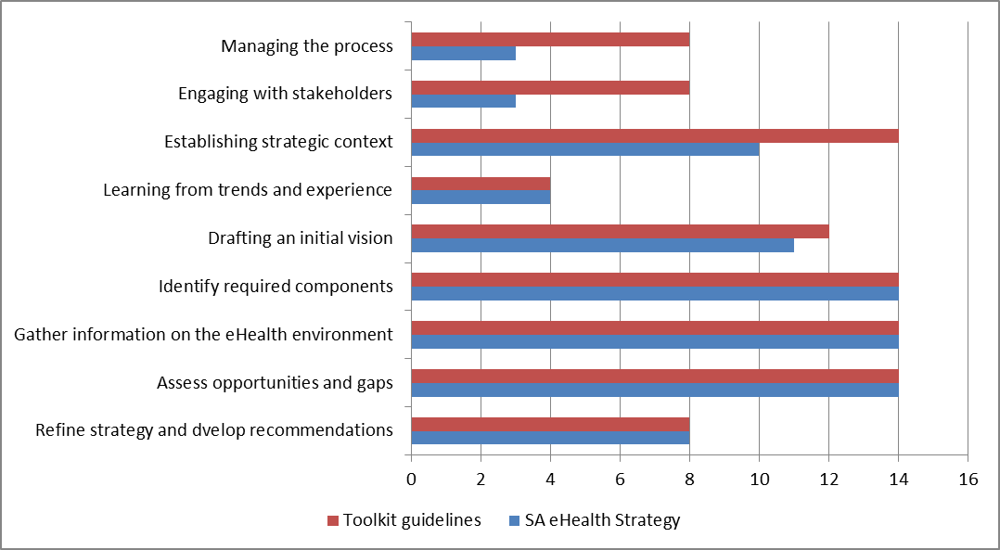 Managing the process
Engaging with stakeholders
Establishing strategic context
Learning from trends and experience
Drafting an initial vision
Identify required components
Gather information on the eHealth environment
Assess opportunities and gaps
Refine strategy and dvelop recommendations
0 2 4 6 8 10 12 14 16
Toolkit guidelines SA eHealth Strategy